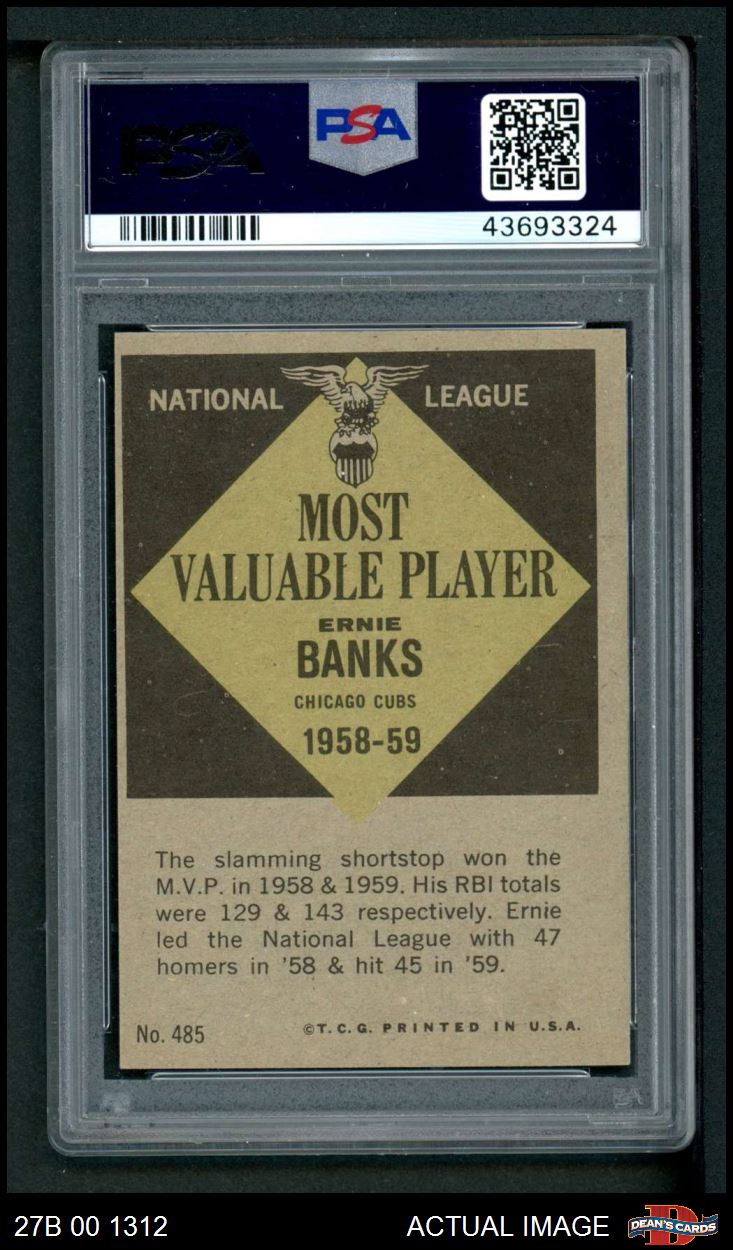 PSA
PSA
43693324
NATIONAL LEAGUE
MOST
VALUABLE PLAYER
ERNIE
BANKS
CHICAGO CUBS
1958-59
The slamming shortstop won the
M.V.P. in 1958 & 1959. His RBI totals
were 129 & 143 respectively. Ernie
led the National League with 47
homers in '58 & hit 45 in '59.
No. 485 ©T.C.G. PRINTED IN U.S.A.
27B 00 1312 ACTUAL IMAGE DEAN'S CARDS